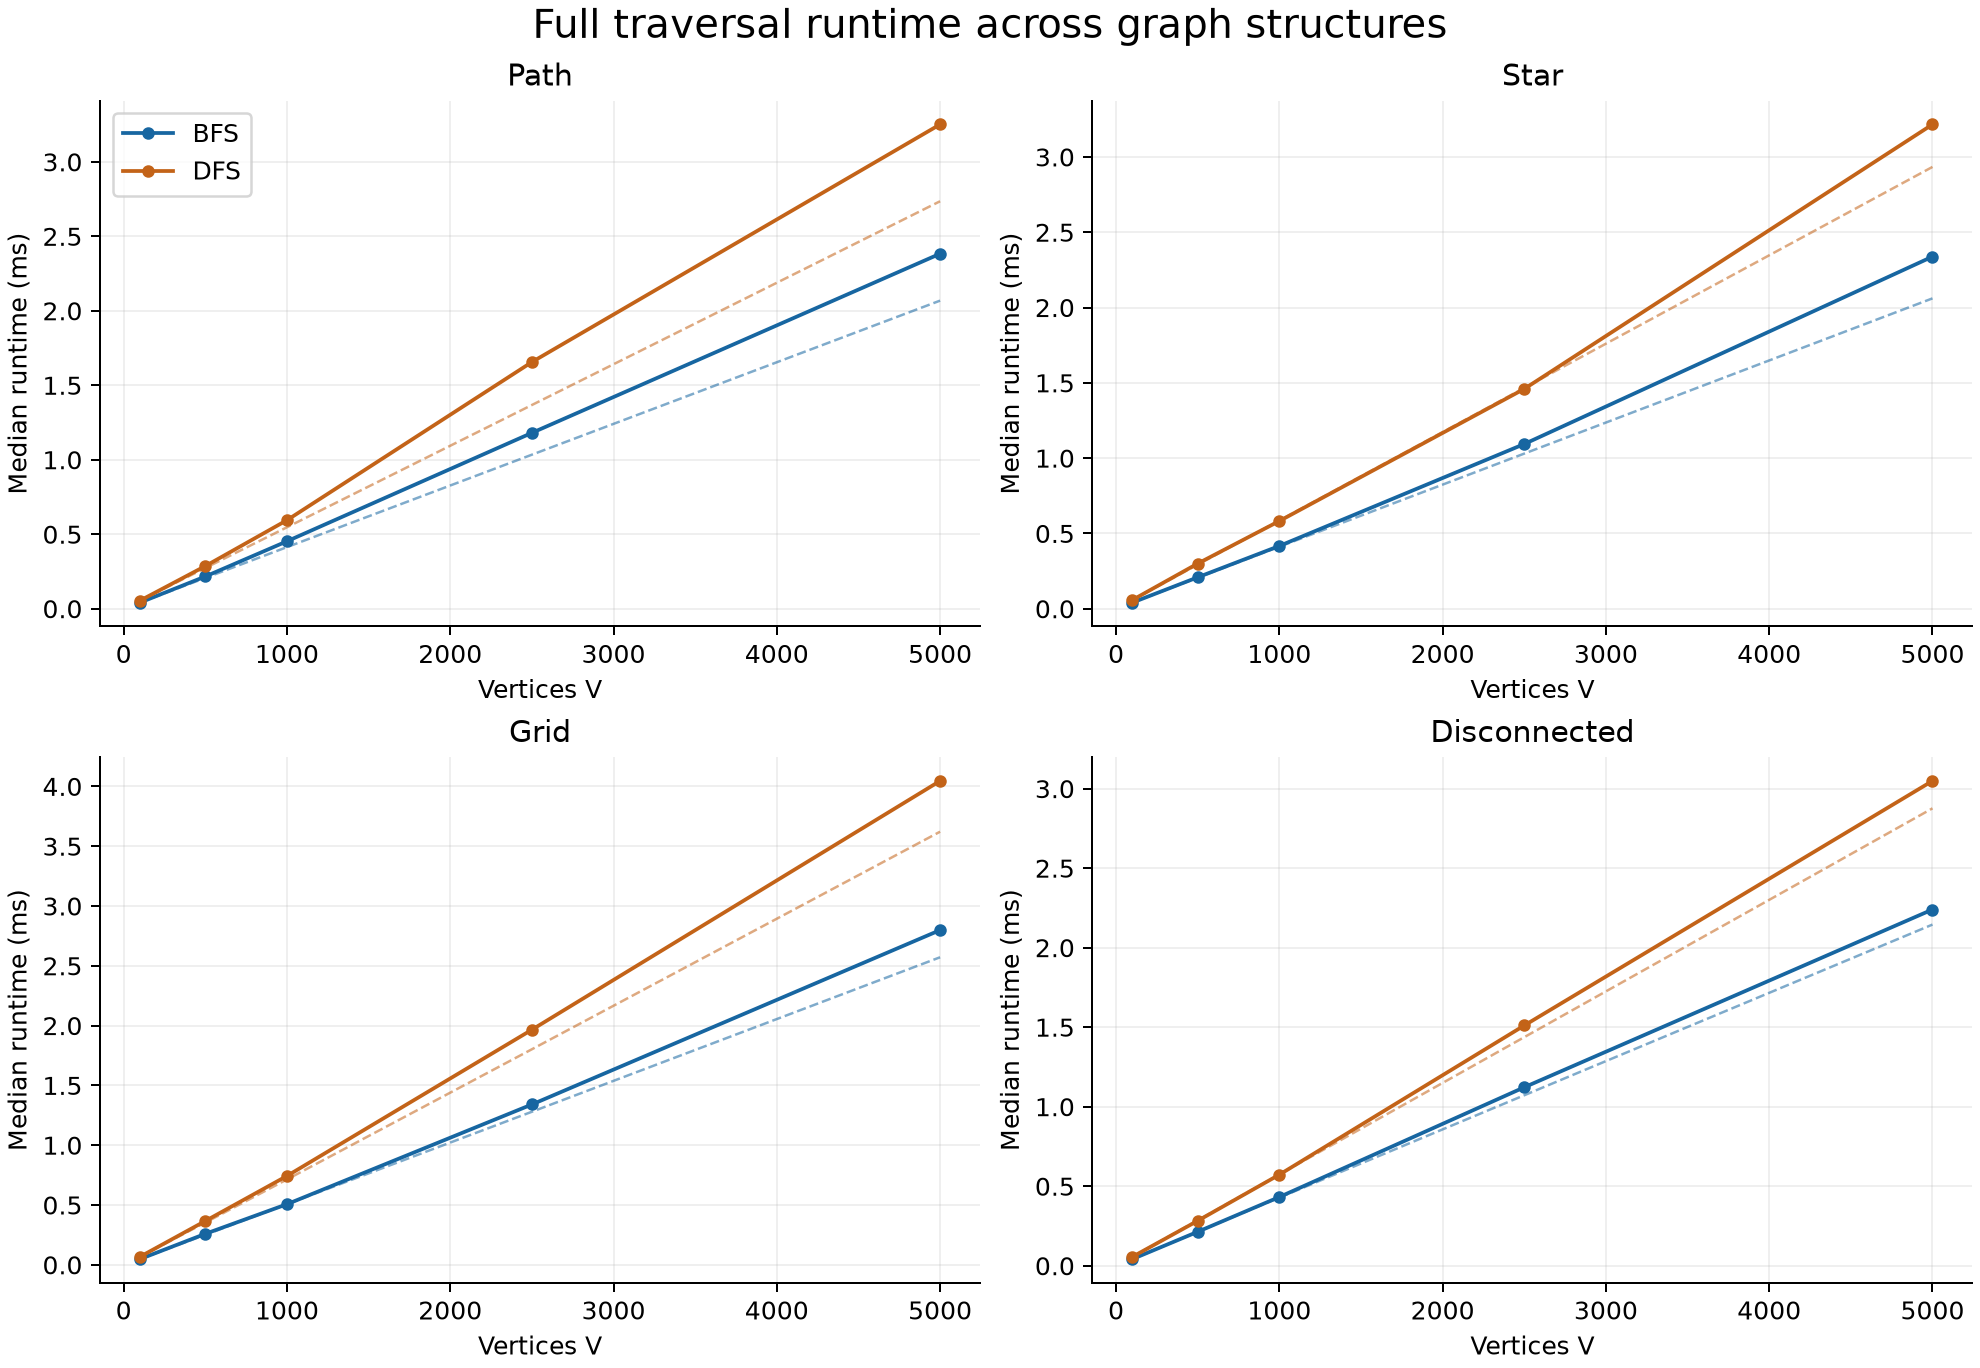 Full traversal runtime across graph structures
Path
BFS
DFS
Median runtime (ms)
3.0
2.5
2.0
1.5
1.0
0.5
0.0
0 1000 2000 3000 4000 5000
Vertices V
Star
Median runtime (ms)
3.0
2.5
2.0
1.5
1.0
0.5
0.0
0 1000 2000 3000 4000 5000
Vertices V
Grid
Median runtime (ms)
4.0
3.5
3.0
2.5
2.0
1.5
1.0
0.5
0.0
0 1000 2000 3000 4000 5000
Vertices V
Disconnected
Median runtime (ms)
3.0
2.5
2.0
1.5
1.0
0.5
0.0
0 1000 2000 3000 4000 5000
Vertices V